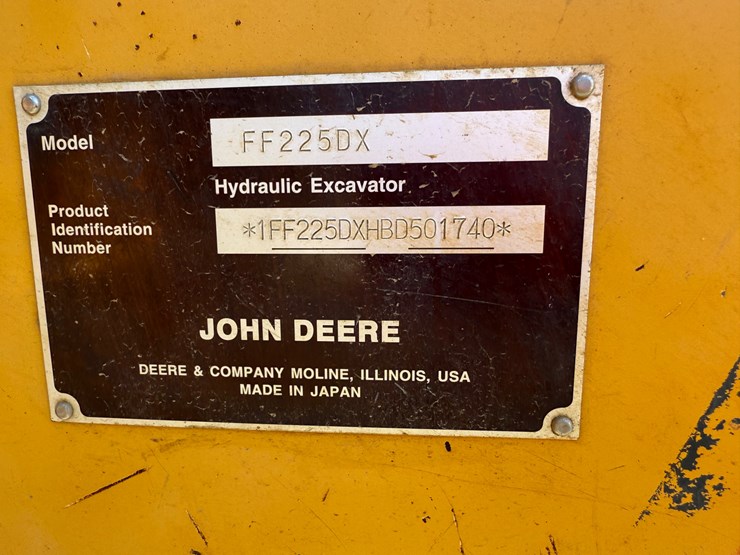 Model FF225DX
Hydraulic Excavator
Product
Identification
Number
*1FF225DXHBD501740*
JOHN DEERE
DEERE & COMPANY MOLINE, ILLINOIS, USA
MADE IN JAPAN